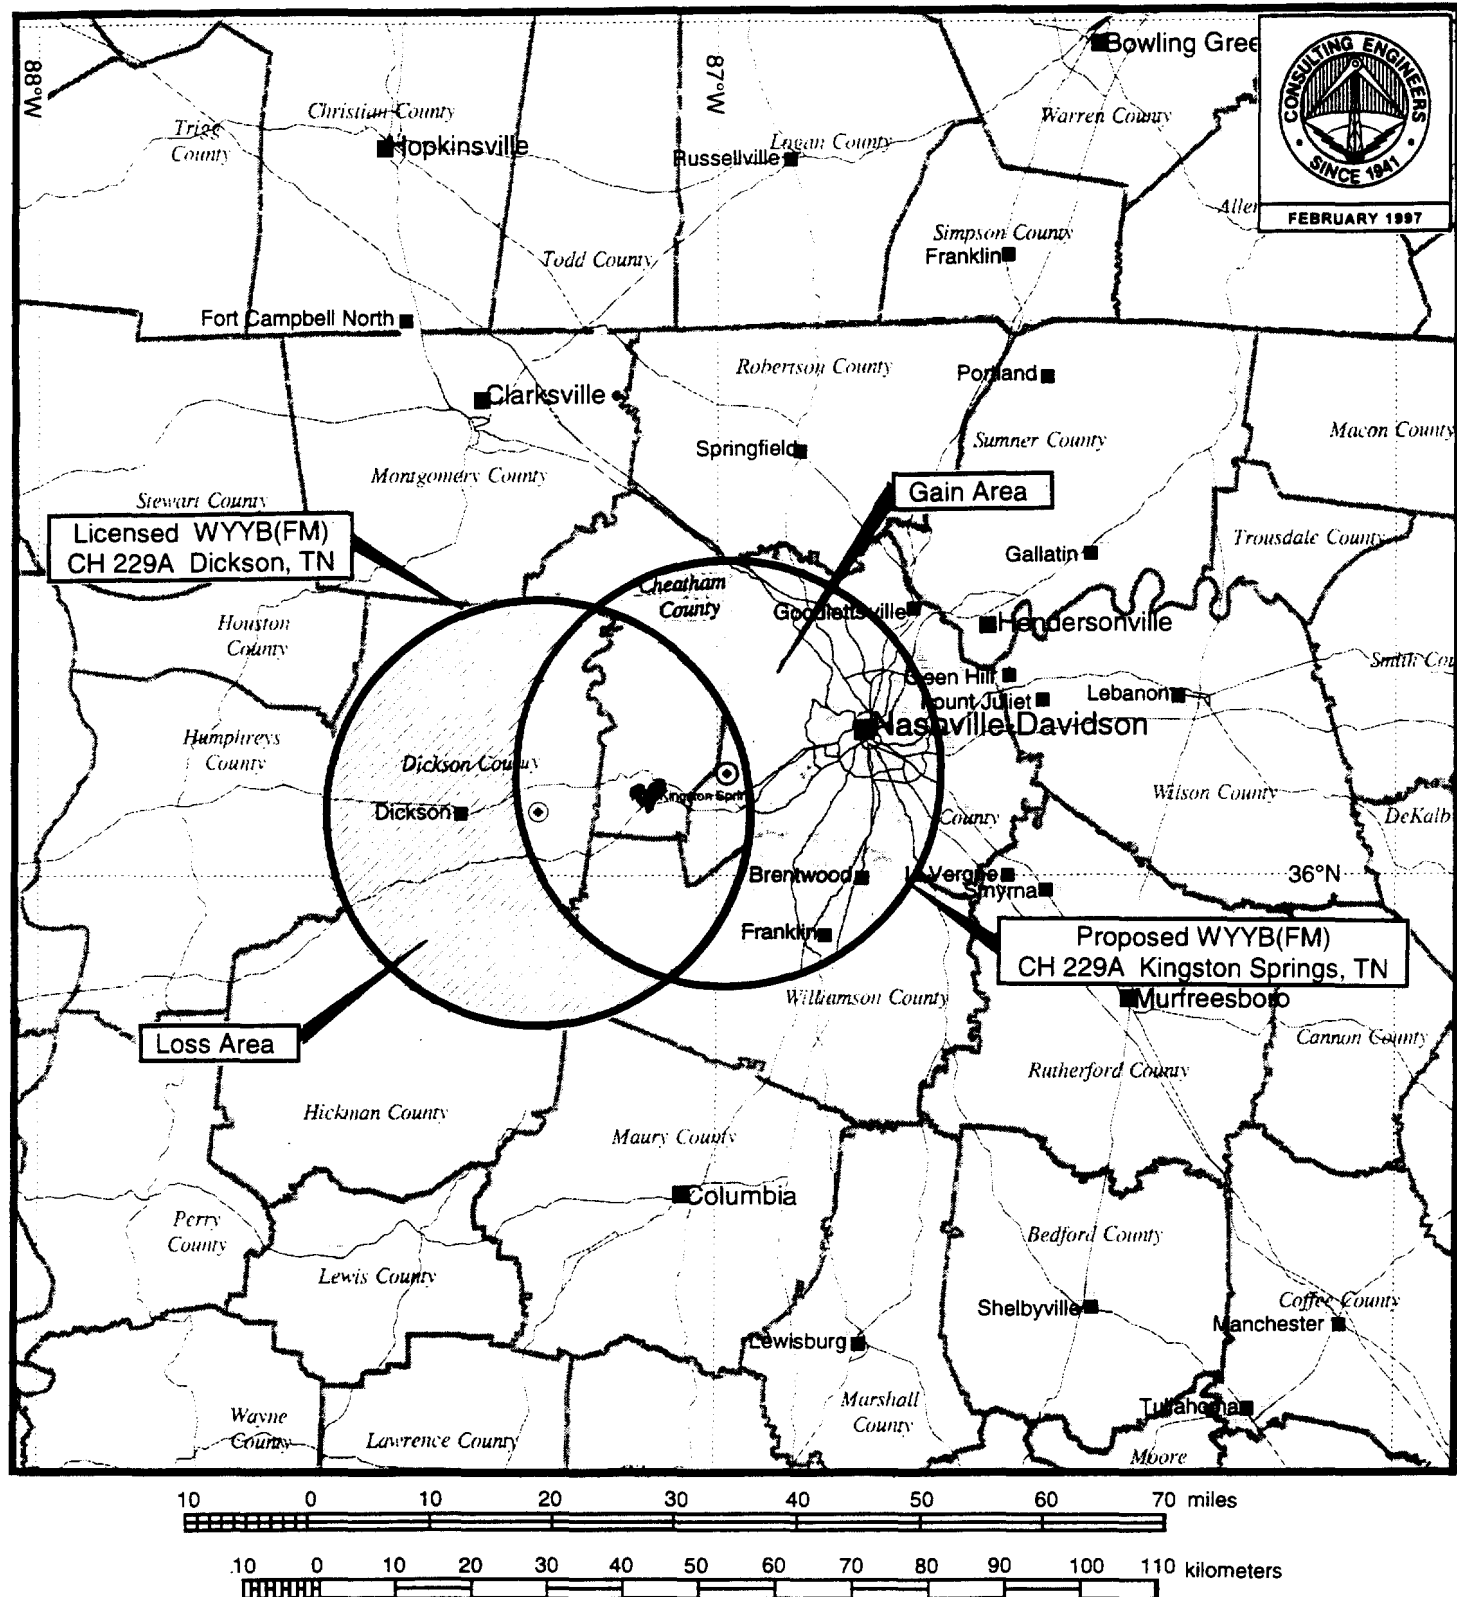 88°W
87°W
Bowling Gree
CONSULTING ENGINEERS
SINCE 1941
FEBRUARY 1997
Christian County
Trigg
County
Hopkinsville
Russellville
Logan County
Warren County
Allen
Simpson County
Franklin
Todd County
Fort Campbell North
Robertson County
Portland
Clarksville
Springfield
Sumner County
Macon County
Montgomery County
Stewart County
Gain Area
Licensed WYYB(FM)
CH 229A Dickson, TN
Trousdale County
Gallatin
Cheatham
County
Goodlettsville
Hendersonville
Houston
County
Smith Cou
Green Hill
Mount Juliet
Lebanon
Nashville-Davidson
Humphreys
County
Dickson County
Kingston Sprin
Wilson County
Dickson
County
DeKalb
Brentwood
La Vergne
Smyrna
36°N
Franklin
Proposed WYYB(FM)
CH 229A Kingston Springs, TN
Williamson County
Murfreesboro
Loss Area
Cannon County
Rutherford County
Hickman County
Maury County
Columbia
Perry
County
Bedford County
Lewis County
Shelbyville
Coffee County
Manchester
Lewisburg
Marshall
County
Tullahoma
Wayne
County
Lawrence County
Moore
10 0 10 20 30 40 50 60 70 miles
10 0 10 20 30 40 50 60 70 80 90 100 110 kilometers